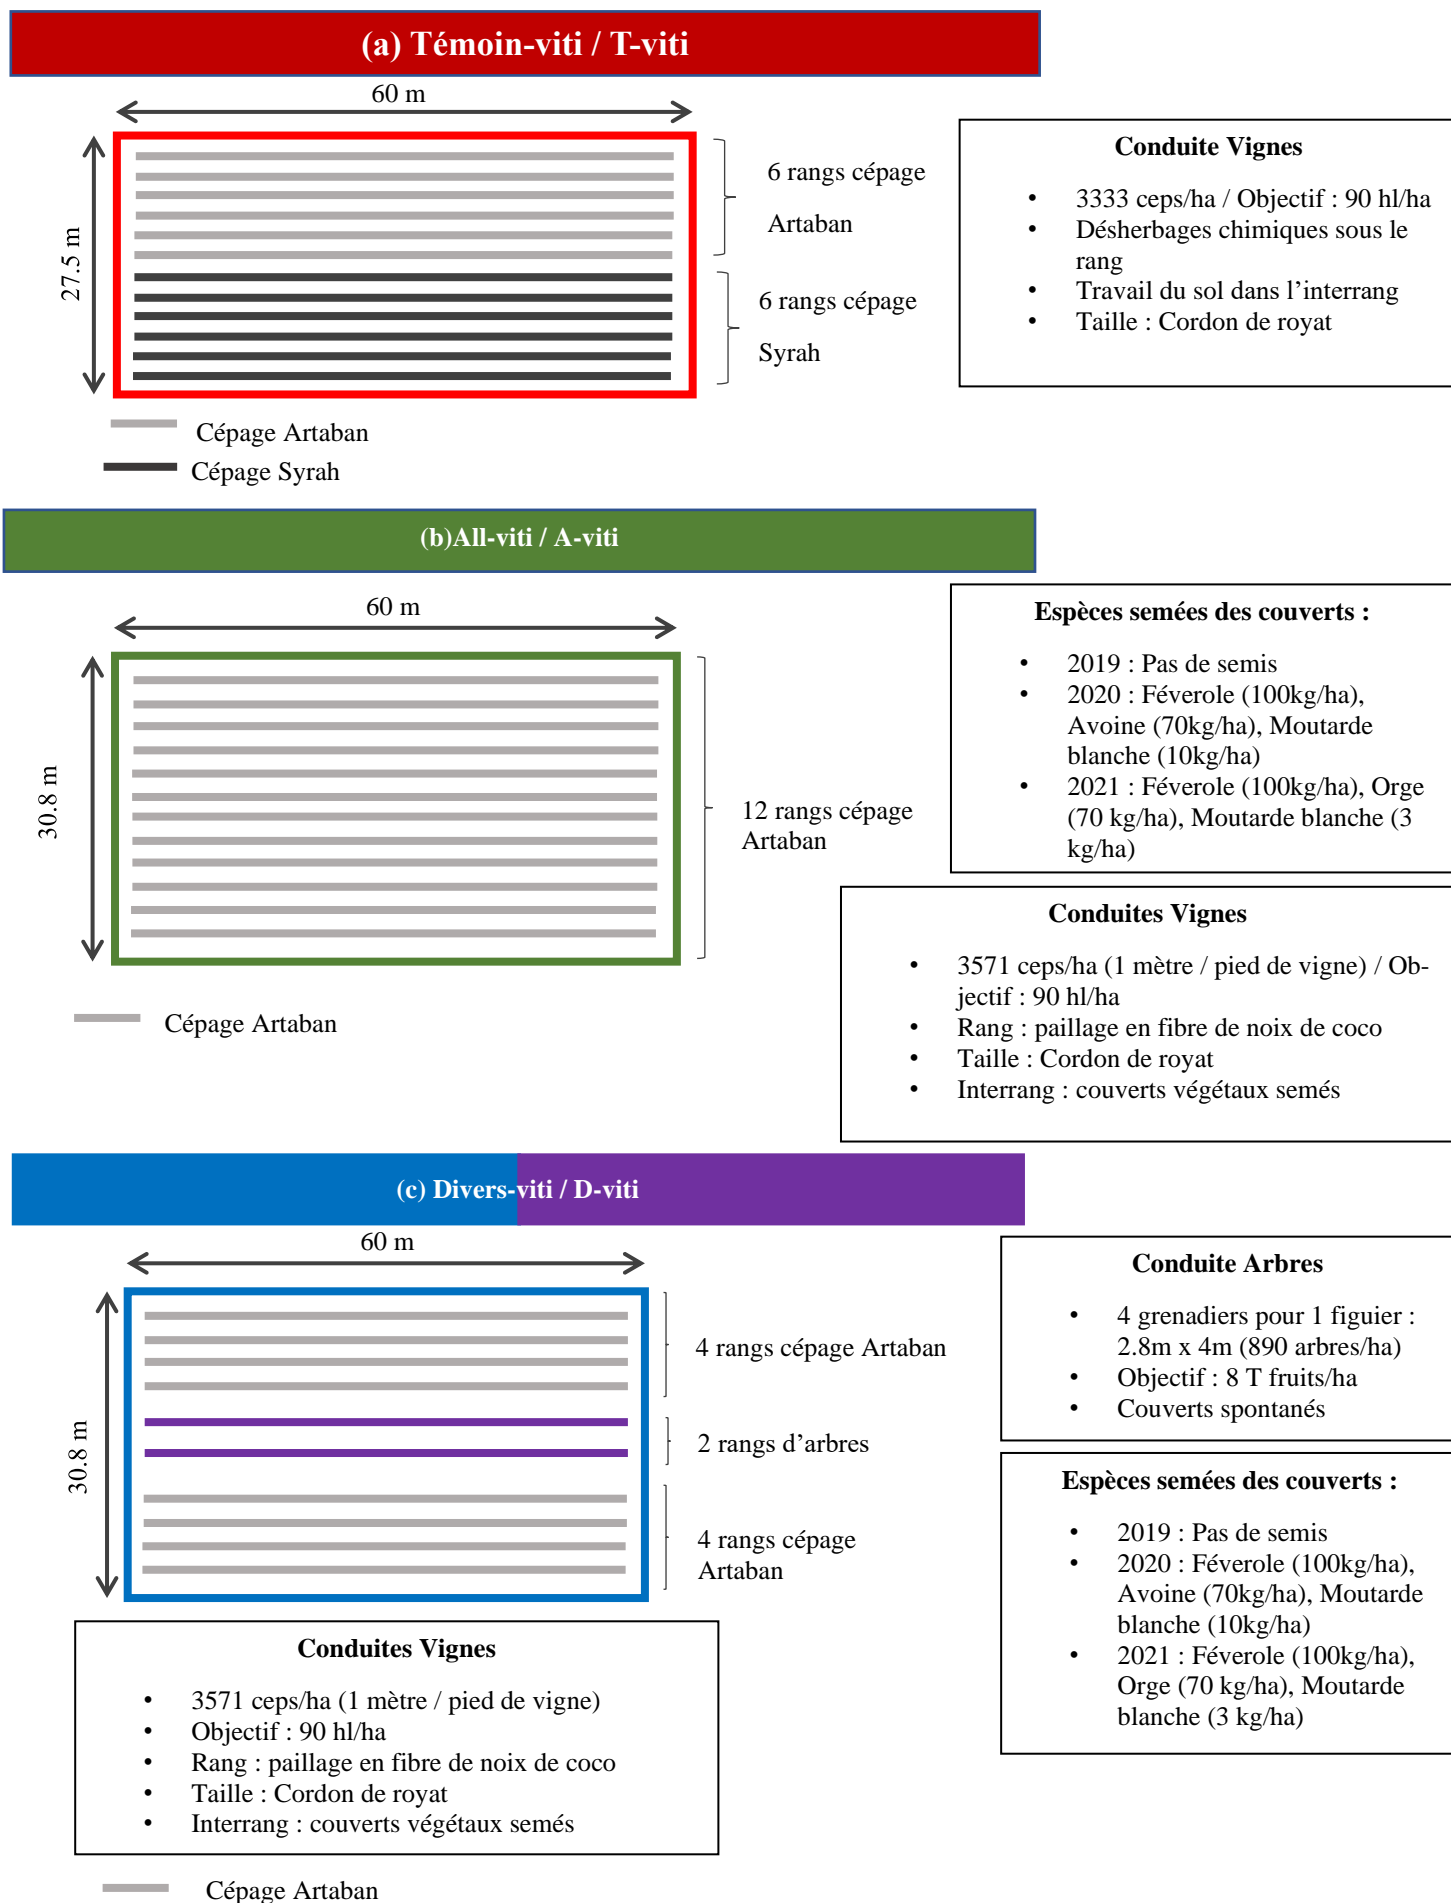 (a) Témoin-viti / T-viti
60 m
27.5 m
6 rangs cépage
Artaban
6 rangs cépage
Syrah
Cépage Artaban
Cépage Syrah
Conduite Vignes
• 3333 ceps/ha / Objectif : 90 hl/ha
• Désherbages chimiques sous le
rang
• Travail du sol dans l’interrang
• Taille : Cordon de royat
(b)All-viti / A-viti
60 m
30.8 m
12 rangs cépage
Artaban
Cépage Artaban
Espèces semées des couverts :
• 2019 : Pas de semis
• 2020 : Féverole (100kg/ha),
Avoine (70kg/ha), Moutarde
blanche (10kg/ha)
• 2021 : Féverole (100kg/ha), Orge
(70 kg/ha), Moutarde blanche (3
kg/ha)
Conduites Vignes
• 3571 ceps/ha (1 mètre / pied de vigne) / Ob-
jectif : 90 hl/ha
• Rang : paillage en fibre de noix de coco
• Taille : Cordon de royat
• Interrang : couverts végétaux semés
(c) Divers-viti / D-viti
60 m
30.8 m
4 rangs cépage Artaban
2 rangs d’arbres
4 rangs cépage
Artaban
Conduite Arbres
• 4 grenadiers pour 1 figuier :
2.8m x 4m (890 arbres/ha)
• Objectif : 8 T fruits/ha
• Couverts spontanés
Espèces semées des couverts :
• 2019 : Pas de semis
• 2020 : Féverole (100kg/ha),
Avoine (70kg/ha), Moutarde
blanche (10kg/ha)
• 2021 : Féverole (100kg/ha),
Orge (70 kg/ha), Moutarde
blanche (3 kg/ha)
Conduites Vignes
• 3571 ceps/ha (1 mètre / pied de vigne)
• Objectif : 90 hl/ha
• Rang : paillage en fibre de noix de coco
• Taille : Cordon de royat
• Interrang : couverts végétaux semés
Cépage Artaban